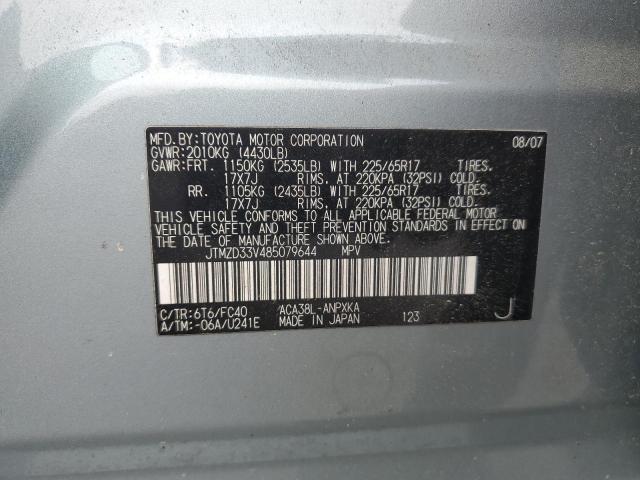 MFD.BY:TOYOTA MOTOR CORPORATION 08/07
GVWR:2010KG (4430LB)
GAWR:FRT. 1150KG (2535LB) WITH 225/65R17 TIRES.
17X7J RIMS. AT 220KPA (32PSI) COLD.
RR. 1105KG (2435LB) WITH 225/65R17 TIRES.
17X7J RIMS. AT 220KPA (32PSI) COLD.
THIS VEHICLE CONFORMS TO ALL APPLICABLE FEDERAL MOTOR
VEHICLE SAFETY AND THEFT PREVENTION STANDARDS IN EFFECT ON
THE DATE OF MANUFACTURE SHOWN ABOVE.
JTMZD33V485079644 MPV
C/TR:6T6/FC40 ACA38L-ANPXKA
A/TM:-06A/U241E MADE IN JAPAN 123 J